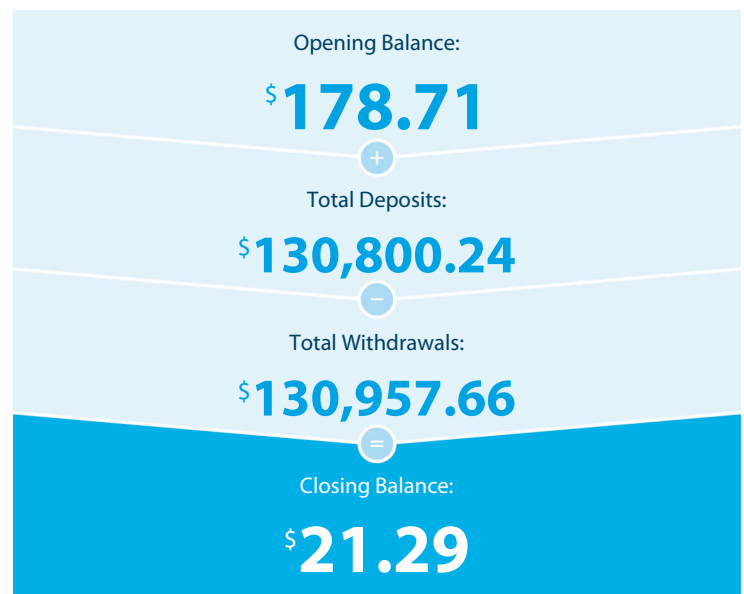 Opening Balance:
$178.71
+
Total Deposits:
$130,800.24
−
Total Withdrawals:
$130,957.66
=
Closing Balance:
$21.29